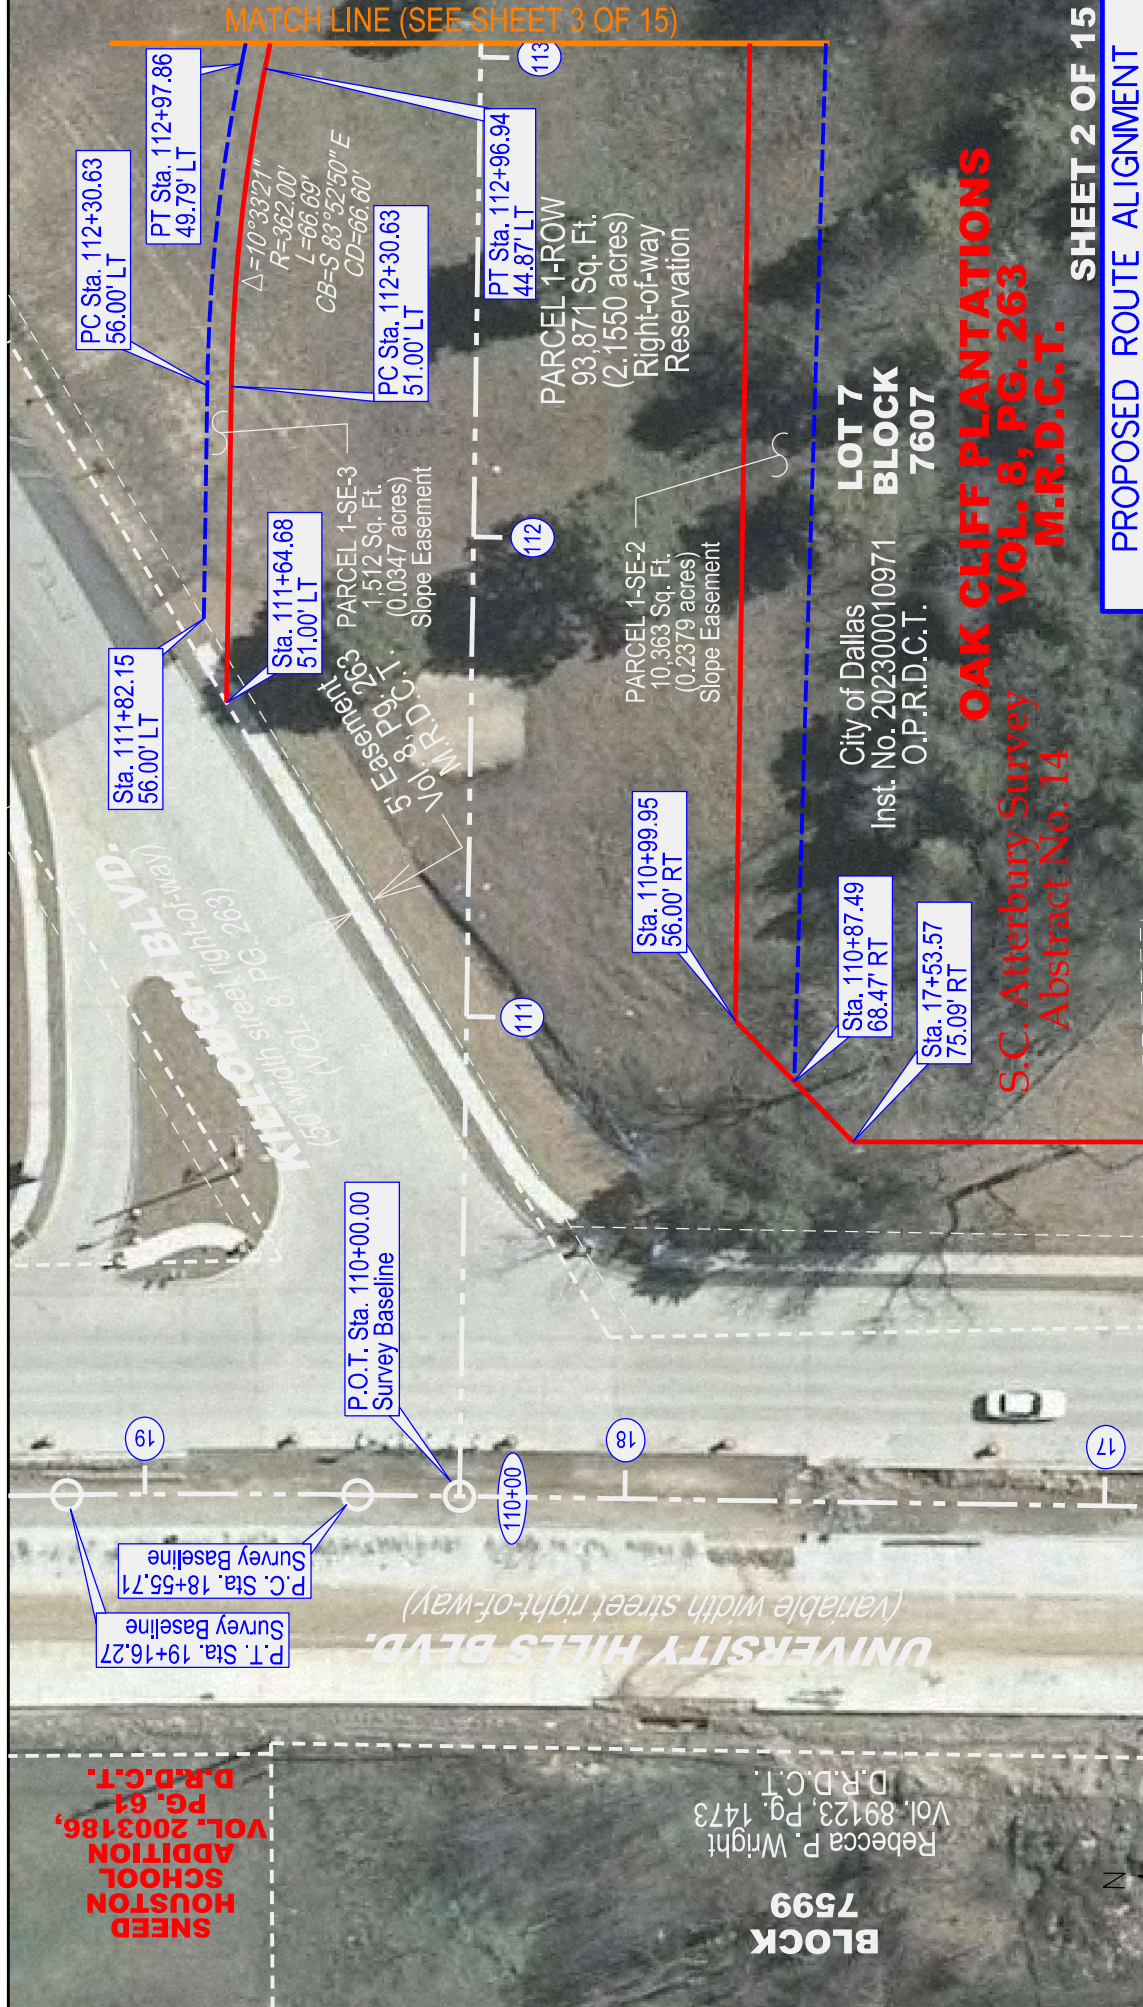 MATCH LINE (SEE SHEET 3 OF 15)
SHEET 2 OF 15
PROPOSED ROUTE ALIGNMENT
PC Sta. 112+30.63
56.00' LT
PT Sta. 112+97.86
49.79' LT
Δ=10°33'21"
R=362.00'
L=66.69'
CB=S 83°52'50" E
CD=66.60'
PC Sta. 112+30.63
51.00' LT
PT Sta. 112+96.94
44.87' LT
113
PARCEL 1-ROW
93,871 Sq. Ft.
(2.1550 acres)
Right-of-way
Reservation
PARCEL 1-SE-3
1,512 Sq. Ft.
(0.0347 acres)
Slope Easement
112
Sta. 111+82.15
56.00' LT
Sta. 111+64.68
51.00' LT
5' Easement
Vol. 8, Pg. 263
M.R.D.C.T.
PARCEL 1-SE-2
10,363 Sq. Ft.
(0.2379 acres)
Slope Easement
LOT 7
BLOCK
7607
City of Dallas
Inst. No. 202300010971
O.P.R.D.C.T.
OAK CLIFF PLANTATIONS
VOL. 8, PG. 263
M.R.D.C.T.
S.C. Atterbury Survey
Abstract No. 14
KILLOUGH BLVD.
111
Sta. 110+99.95
56.00' RT
Sta. 110+87.49
68.47' RT
Sta. 17+53.57
75.09' RT
P.O.T. Sta. 110+00.00
Survey Baseline
110+00
19
18
17
P.C. Sta. 18+55.71
Survey Baseline
P.T. Sta. 19+16.27
Survey Baseline
UNIVERSITY HILLS BLVD.
(variable width street right-of-way)
SNEED
HOUSTON
SCHOOL
ADDITION
VOL. 2003186,
PG. 61
D.R.D.C.T.
BLOCK
7599
Rebecca P. Wright
Vol. 89123, Pg. 1473
D.R.D.C.T.
N